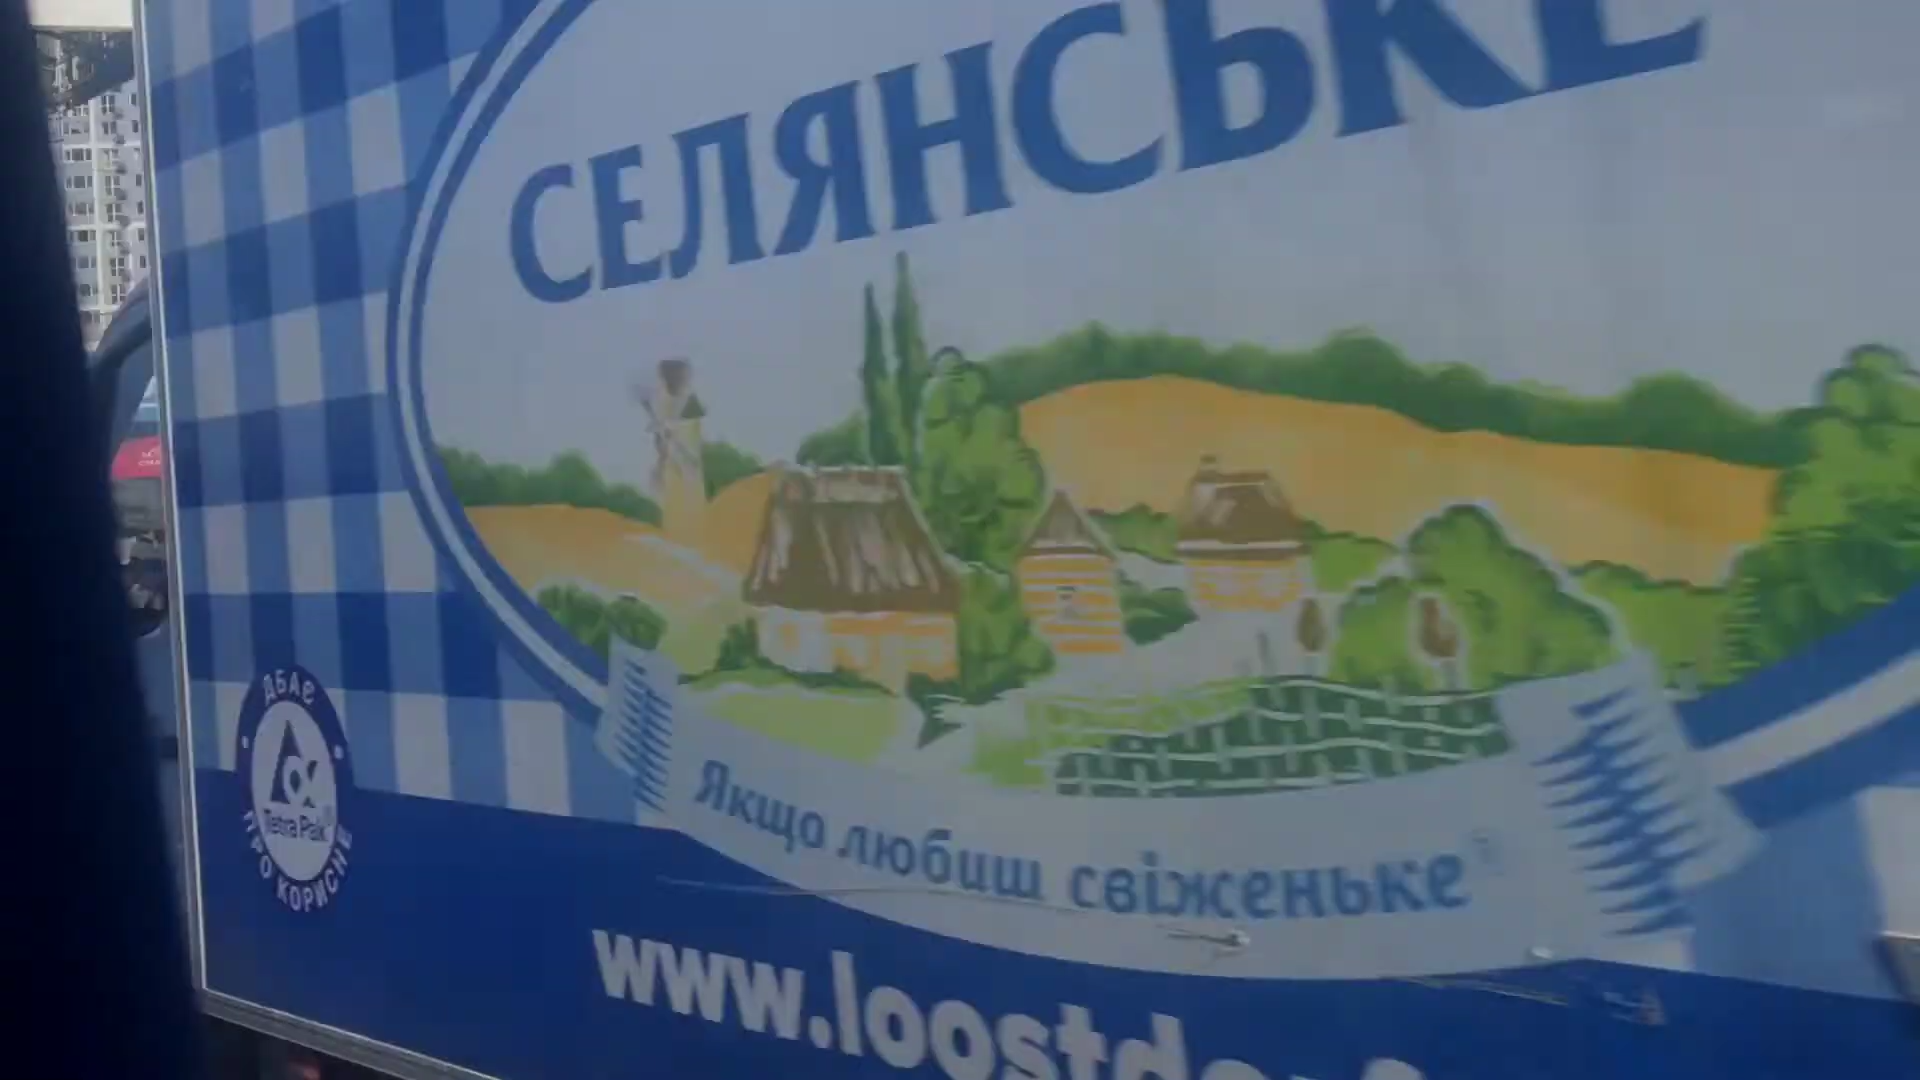 СЕЛЯНСЬКЕ
ДБАЄ
Tetra Pak®
ПРО КОРИСНЕ
Якщо любиш свіженьке